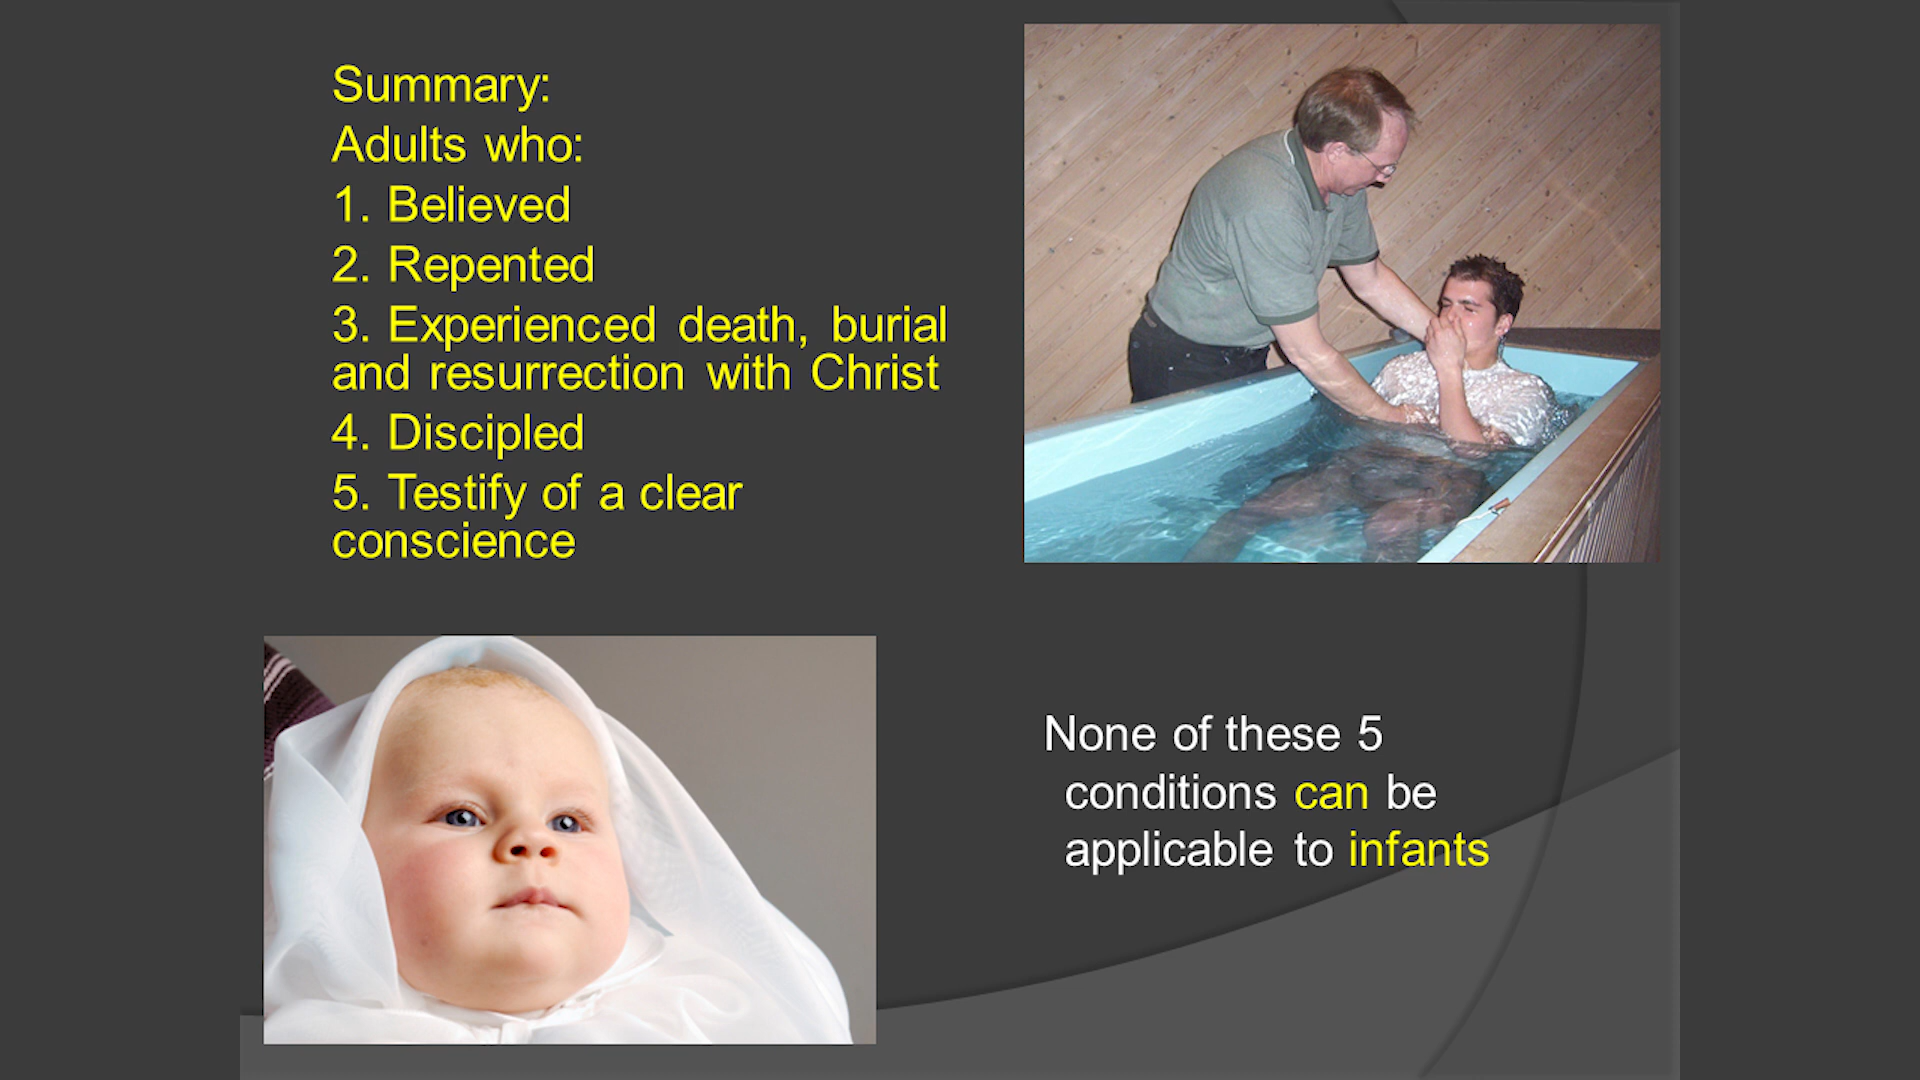 Summary:
Adults who:
1. Believed
2. Repented
3. Experienced death, burial
and resurrection with Christ
4. Discipled
5. Testify of a clear
conscience
None of these 5
conditions can be
applicable to infants